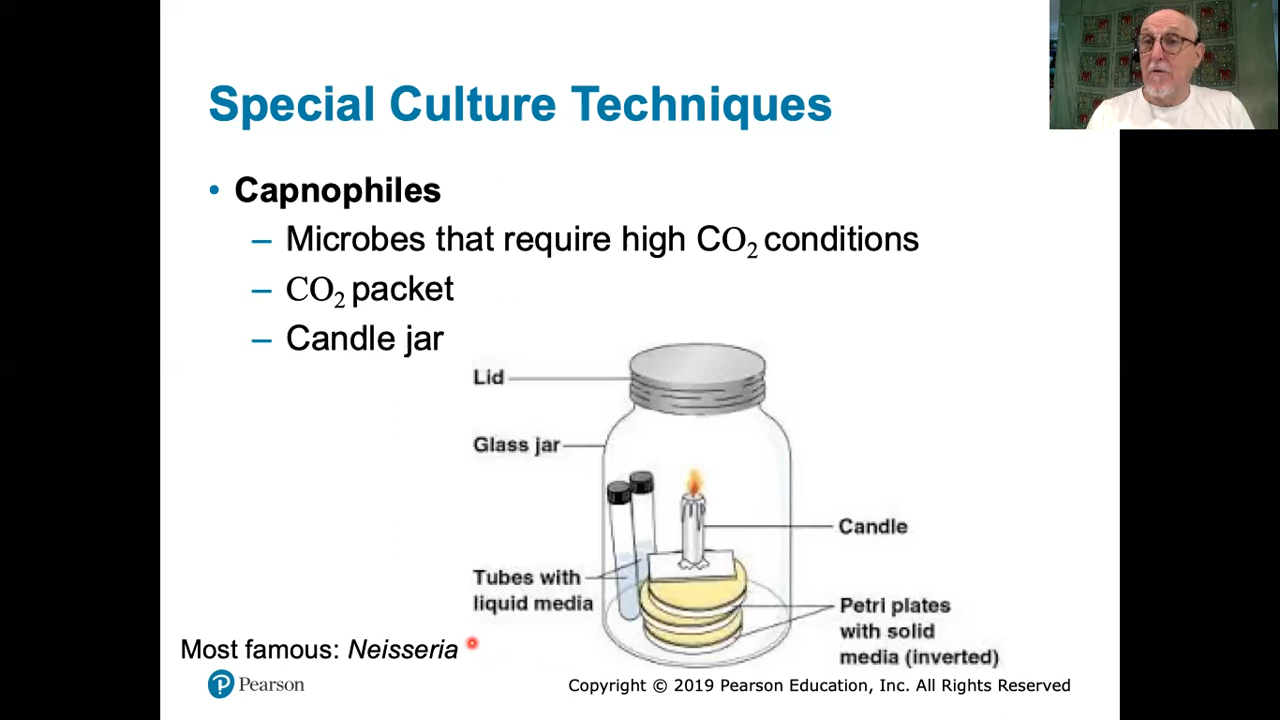 Special Culture Techniques
• Capnophiles
– Microbes that require high CO₂ conditions
– CO₂ packet
– Candle jar
Lid
Glass jar
Candle
Tubes with
liquid media
Petri plates
with solid
media (inverted)
Most famous: Neisseria
Pearson
Copyright © 2019 Pearson Education, Inc. All Rights Reserved